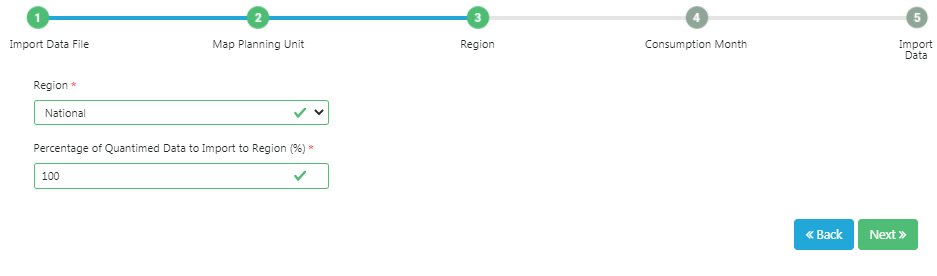 1 2 3 4 5
Import Data File Map Planning Unit Region Consumption Month Import
Data
Region *
National
Percentage of Quantimed Data to Import to Region (%) *
100
« Back Next »